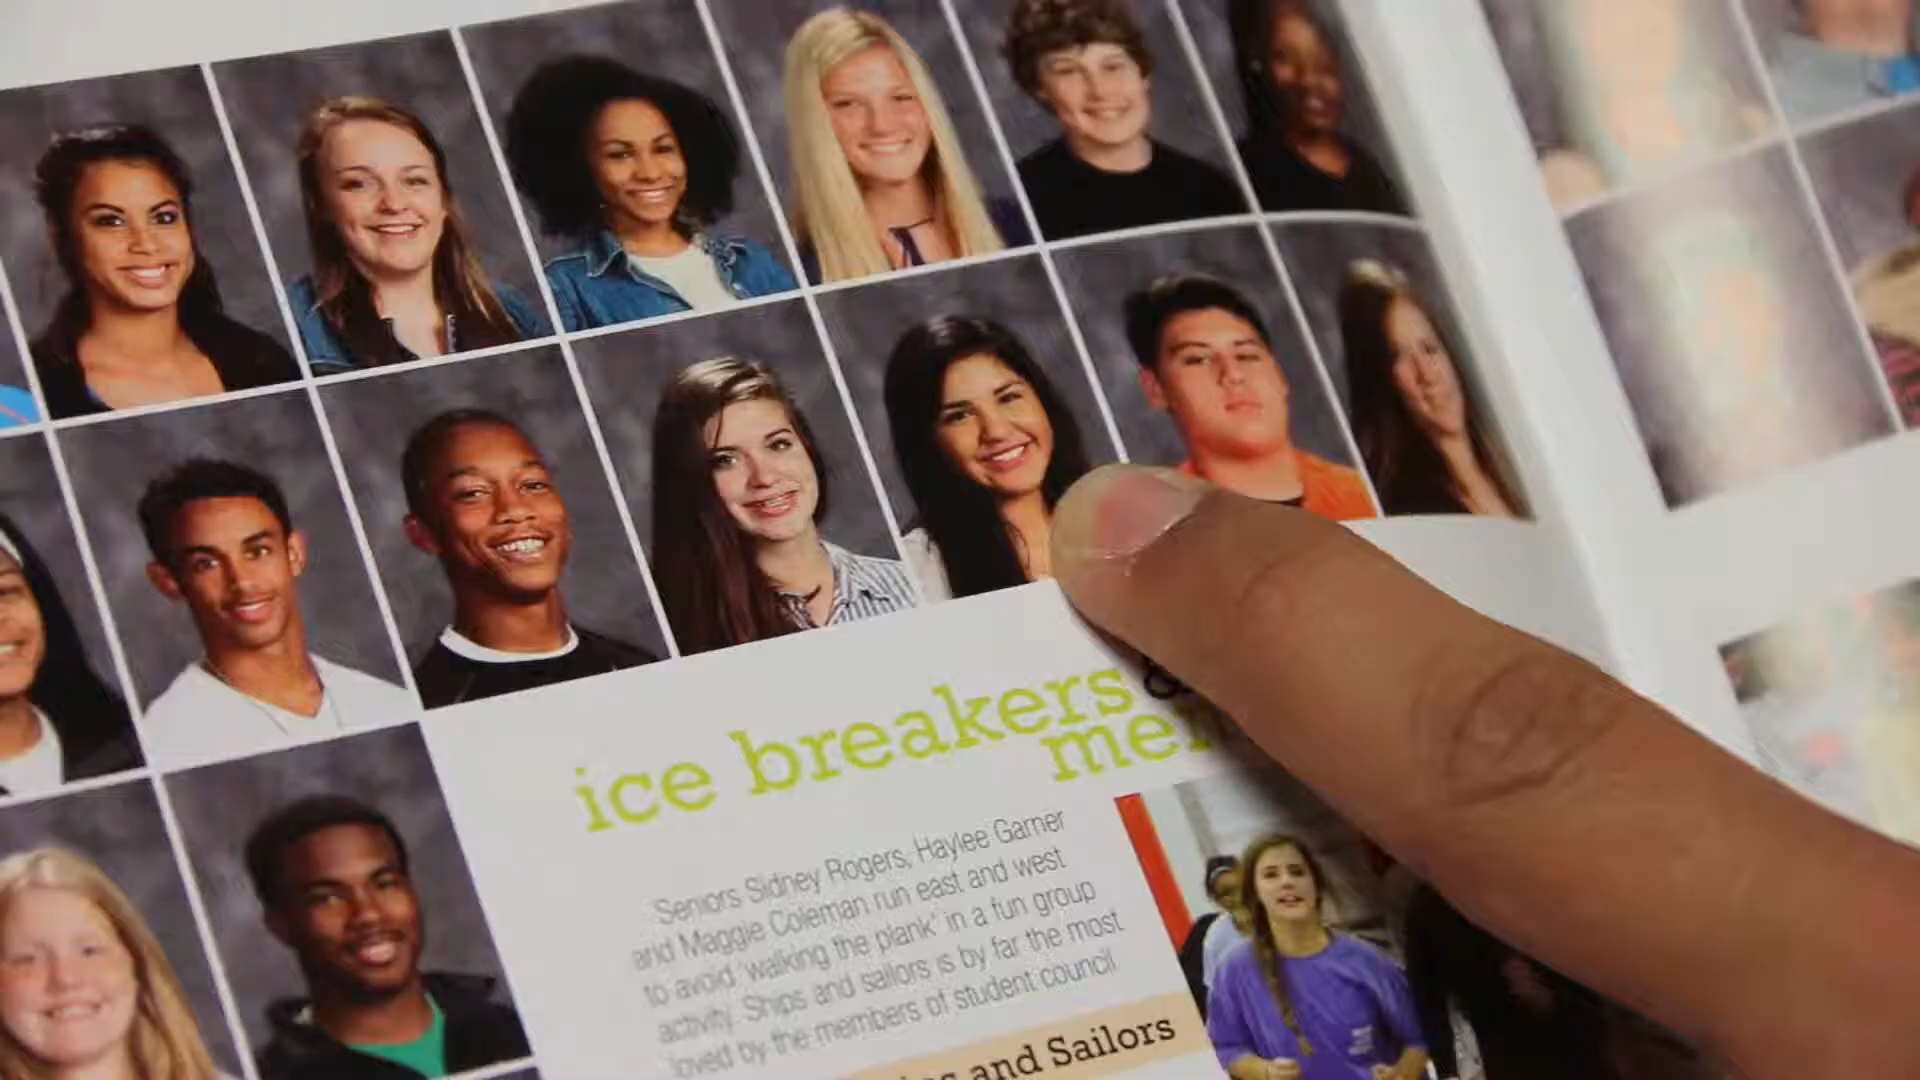 ice breakers &
me
Seniors Sidney Rogers, Haylee Garner
and Maggie Coleman run east and west
to avoid 'walking the plank' in a fun group
activity. Ships and sailors is by far the most
loved by the members of student council.
and Sailors